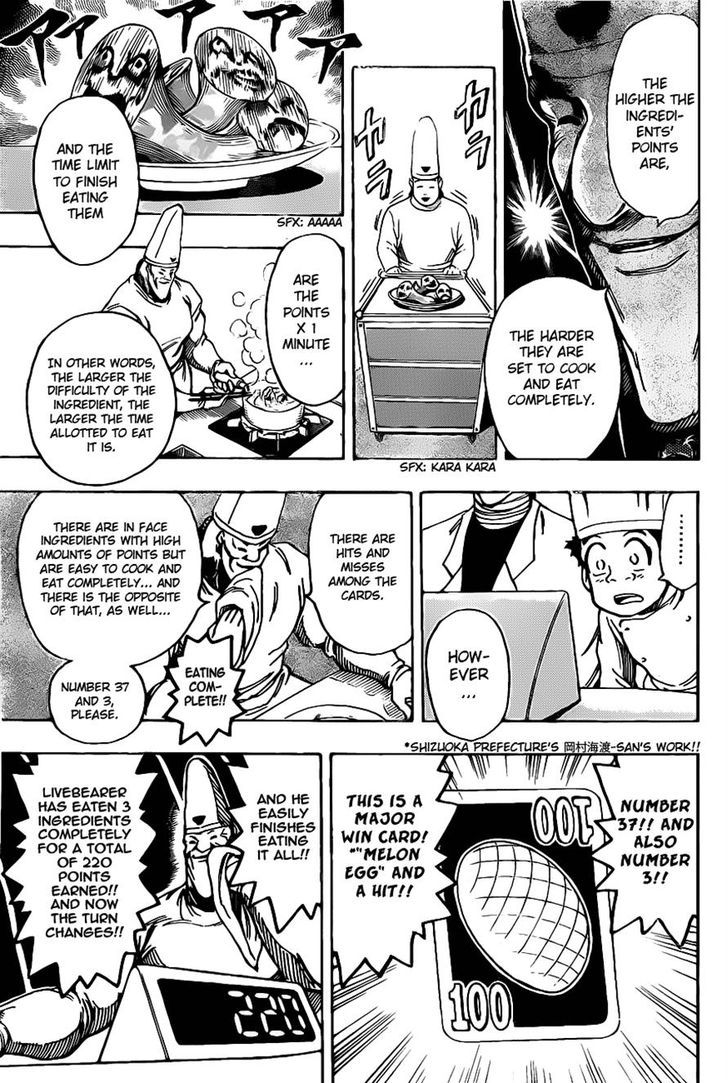 THE
HIGHER THE
INGREDI-
ENTS'
POINTS
ARE,
THE HARDER
THEY ARE
SET TO COOK
AND EAT
COMPLETELY.
カラ
カラ
SFX: KARA KARA
アァアァ
AND THE
TIME LIMIT
TO FINISH
EATING
THEM
SFX: AAAAA
ARE
THE
POINTS
X 1
MINUTE
...
IN OTHER WORDS,
THE LARGER THE
DIFFICULTY OF THE
INGREDIENT, THE
LARGER THE TIME
ALLOTTED TO EAT
IT IS.
......
HOW-
EVER
...
THERE ARE
HITS AND
MISSES
AMONG THE
CARDS.
THERE ARE IN FACE
INGREDIENTS WITH HIGH
AMOUNTS OF POINTS BUT
ARE EASY TO COOK AND
EAT COMPLETELY... AND
THERE IS THE OPPOSITE
OF THAT, AS WELL...
EATING
COM-
PLETE!!
NUMBER 37
AND 3,
PLEASE.
*SHIZUOKA PREFECTURE'S 岡村海渡-SAN'S WORK!!
NUMBER
37!! AND
ALSO
NUMBER
3!!
100
100
THIS IS A
MAJOR
WIN CARD!
*"MELON
EGG" AND
A HIT!!
AND HE
EASILY
FINISHES
EATING
IT ALL!!
LIVEBEARER
HAS EATEN 3
INGREDIENTS
COMPLETELY
FOR A TOTAL
OF 220
POINTS
EARNED!!
AND NOW
THE TURN
CHANGES!!
220